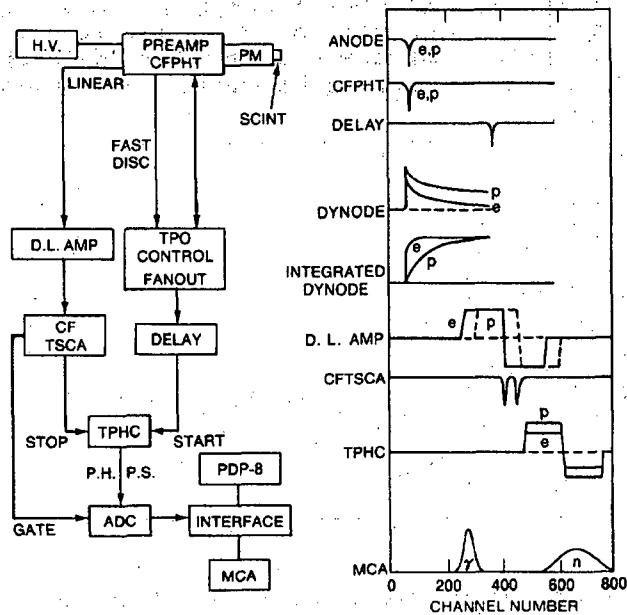 H.V.
PREAMP
CFPHT
PM
LINEAR
SCINT
FAST
DISC
D.L. AMP
TPO
CONTROL
FANOUT
CF
TSCA
DELAY
STOP
TPHC
START
P.H.
P.S.
PDP-8
GATE
ADC
INTERFACE
MCA
ANODE
e,p
CFPHT
e,p
DELAY
p
e
DYNODE
e
p
INTEGRATED
DYNODE
e
p
D. L. AMP
CFTSCA
p
e
TPHC
γ
n
MCA
0
200
400
600
800
CHANNEL NUMBER